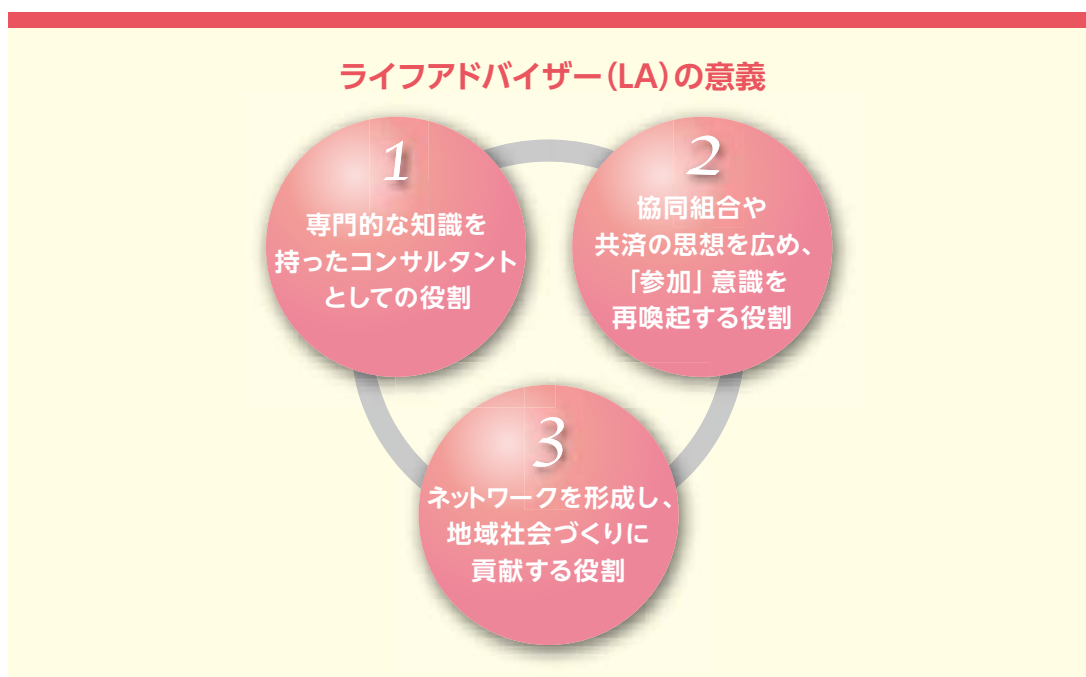 ライフアドバイザー（LA）の意義
1
専門的な知識を
持ったコンサルタント
としての役割
2
協同組合や
共済の思想を広め、
「参加」意識を
再喚起する役割
3
ネットワークを形成し、
地域社会づくりに
貢献する役割